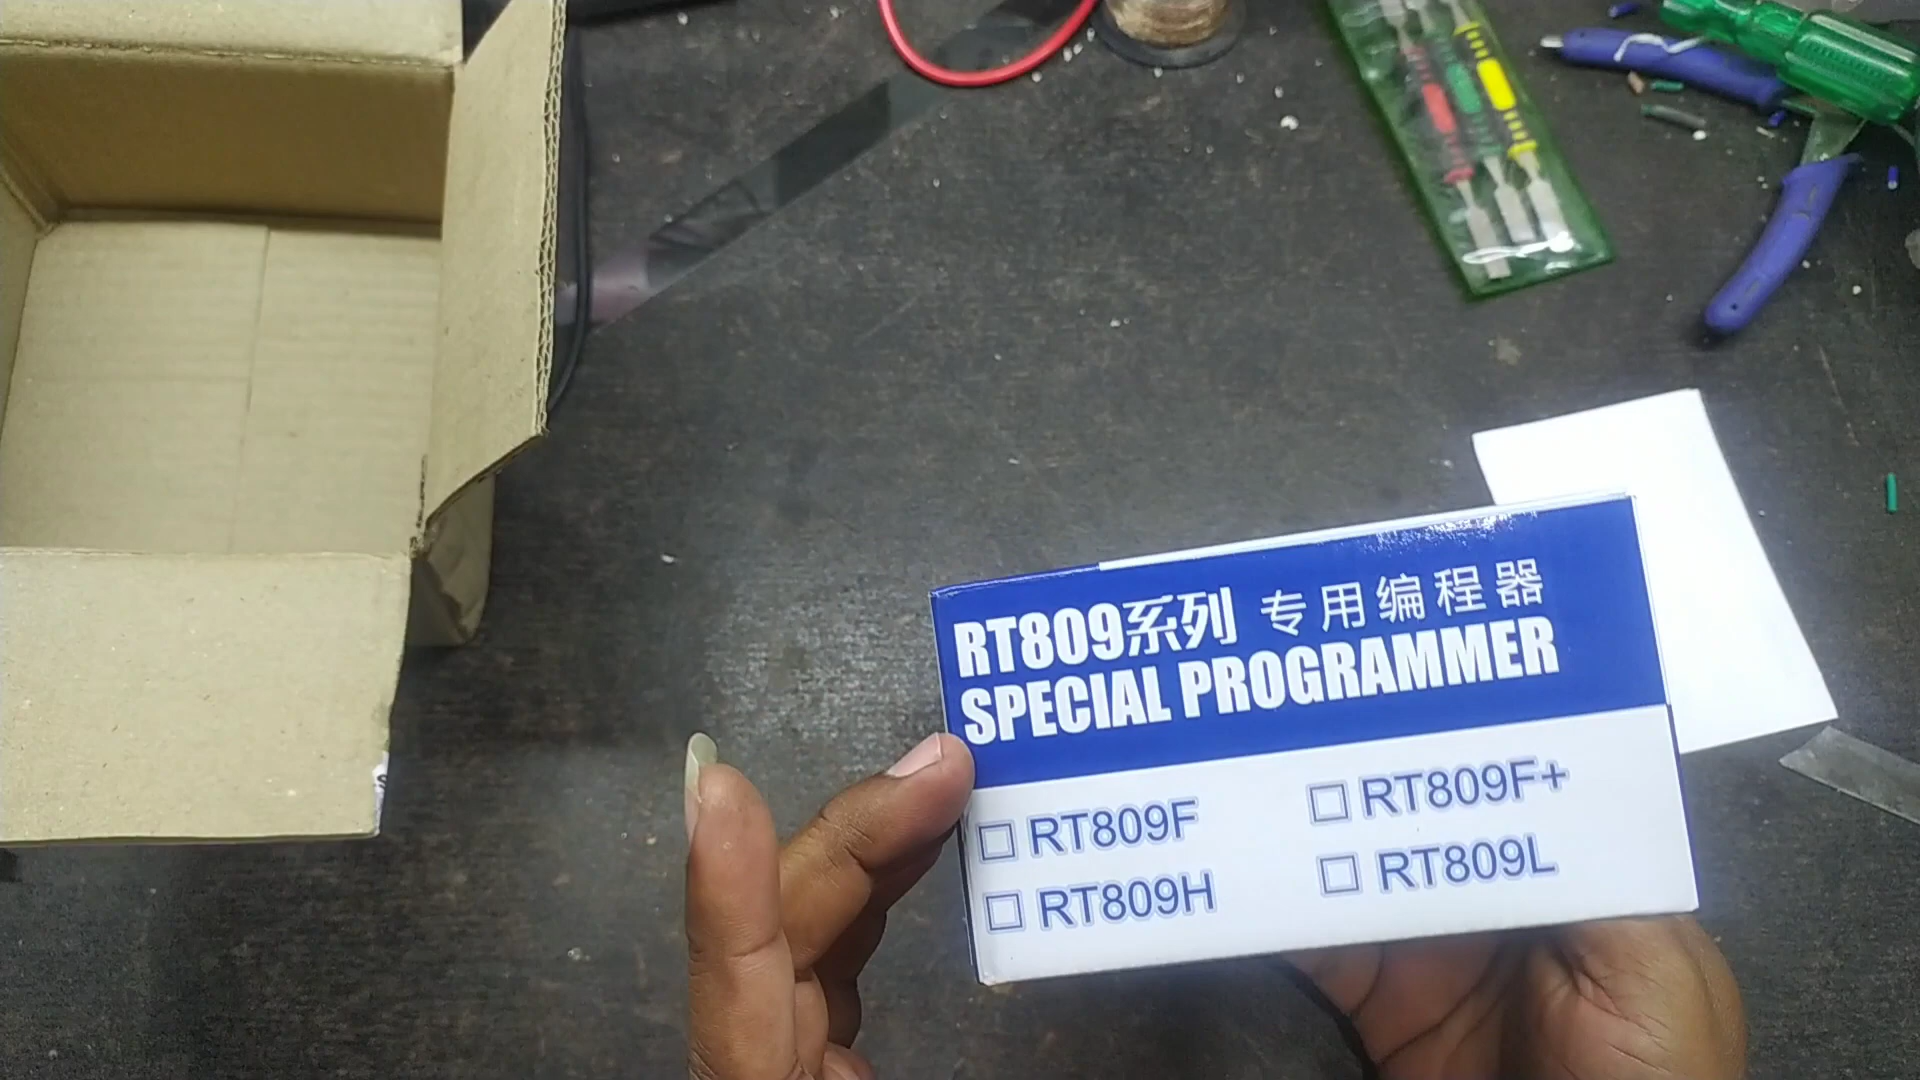 RT809系列 专用编程器
SPECIAL PROGRAMMER
RT809F RT809F+
RT809H RT809L